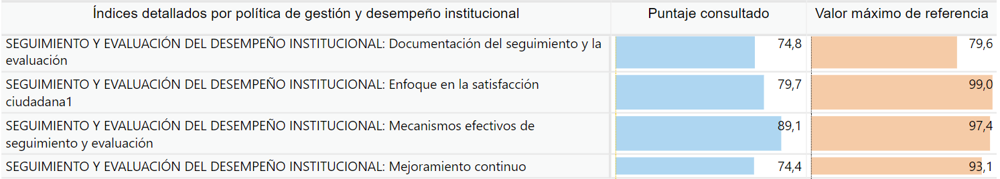 Índices detallados por política de gestión y desempeño institucional Puntaje consultado Valor máximo de referencia
SEGUIMIENTO Y EVALUACIÓN DEL DESEMPEÑO INSTITUCIONAL: Documentación del seguimiento y la 74,8 79,6
evaluación
SEGUIMIENTO Y EVALUACIÓN DEL DESEMPEÑO INSTITUCIONAL: Enfoque en la satisfacción 79,7 99,0
ciudadana1
SEGUIMIENTO Y EVALUACIÓN DEL DESEMPEÑO INSTITUCIONAL: Mecanismos efectivos de 89,1 97,4
seguimiento y evaluación
SEGUIMIENTO Y EVALUACIÓN DEL DESEMPEÑO INSTITUCIONAL: Mejoramiento continuo 74,4 93,1